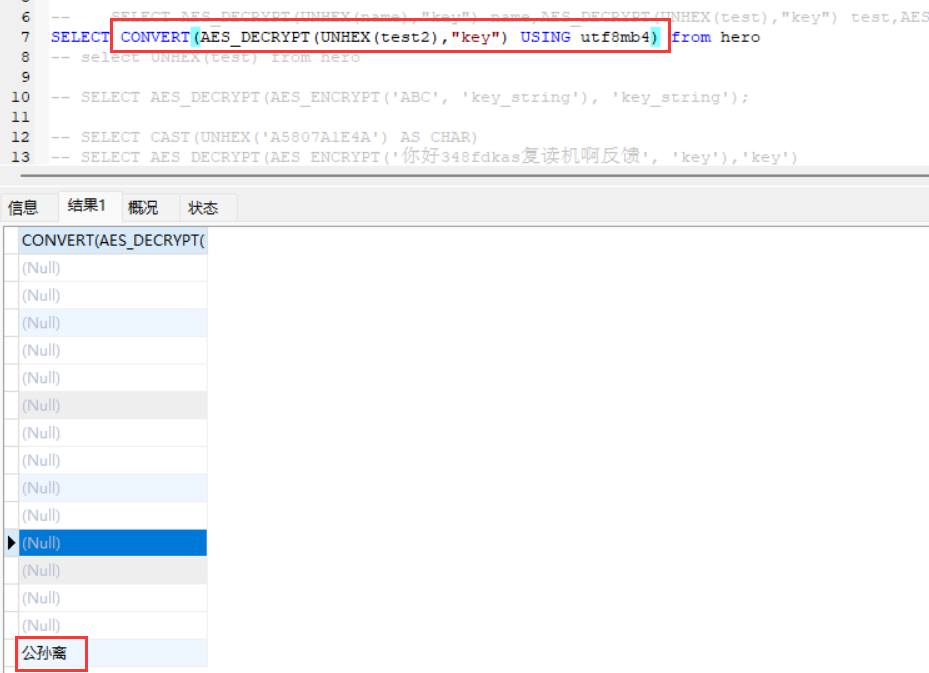 6 -- SELECT AES_DECRYPT(UNHEX(name),"key") name,AES_DECRYPT(UNHEX(test),"key") test,AES
7 SELECT CONVERT(AES_DECRYPT(UNHEX(test2),"key") USING utf8mb4) from hero
8 -- select UNHEX(test) from hero
9
10 -- SELECT AES_DECRYPT(AES_ENCRYPT('ABC', 'key_string'), 'key_string');
11
12 -- SELECT CAST(UNHEX('A5807A1E4A') AS CHAR)
13 -- SELECT AES_DECRYPT(AES_ENCRYPT('你好348fdkas复读机啊反馈', 'key'),'key')
信息 结果1 概况 状态
CONVERT(AES_DECRYPT(
(Null)
(Null)
(Null)
(Null)
(Null)
(Null)
(Null)
(Null)
(Null)
(Null)
(Null)
(Null)
(Null)
(Null)
公孙离